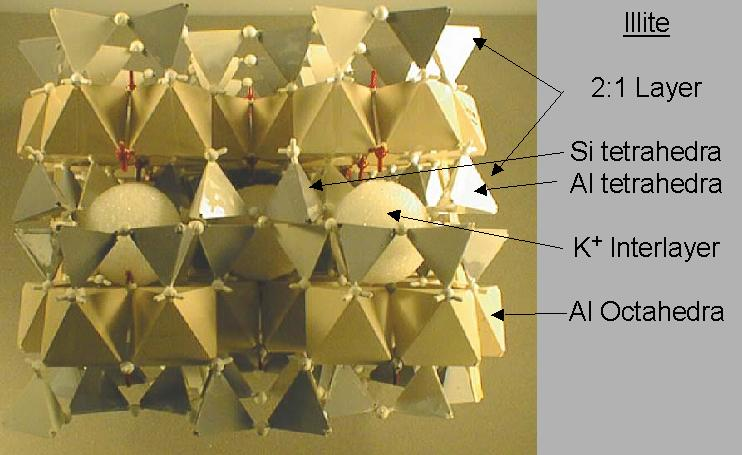 Illite
2:1 Layer
Si tetrahedra
Al tetrahedra
K+ Interlayer
Al Octahedra